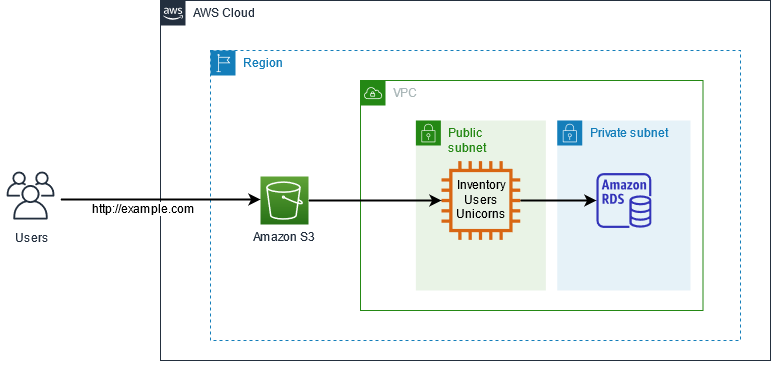 aws
AWS Cloud
Region
VPC
Public
subnet
Private subnet
Inventory
Users
Unicorns
Amazon
RDS
http://example.com
Users
Amazon S3